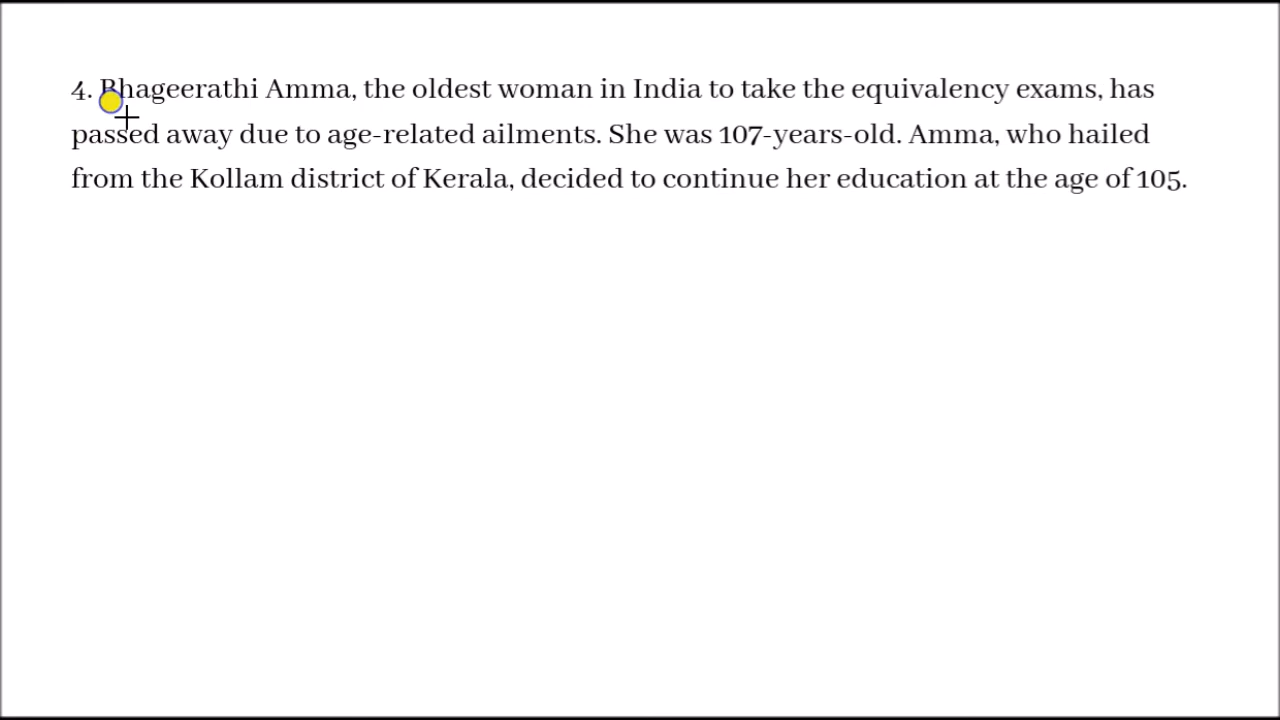 4. Bhageerathi Amma, the oldest woman in India to take the equivalency exams, has
passed away due to age-related ailments. She was 107-years-old. Amma, who hailed
from the Kollam district of Kerala, decided to continue her education at the age of 105.